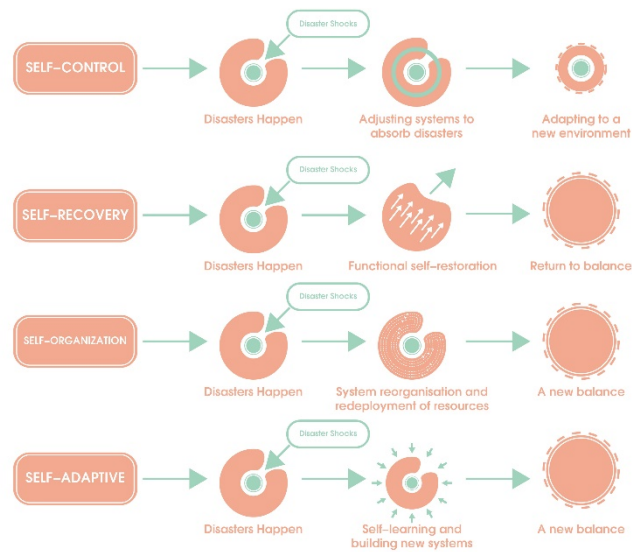 Disaster Shocks
SELF-CONTROL
Disasters Happen
Adjusting systems to
absorb disasters
Adapting to a
new environment
Disaster Shocks
SELF-RECOVERY
Disasters Happen
Functional self-restoration
Return to balance
Disaster Shocks
SELF-ORGANIZATION
Disasters Happen
System reorganisation and
redeployment of resources
A new balance
Disaster Shocks
SELF-ADAPTIVE
Disasters Happen
Self-learning and
building new systems
A new balance